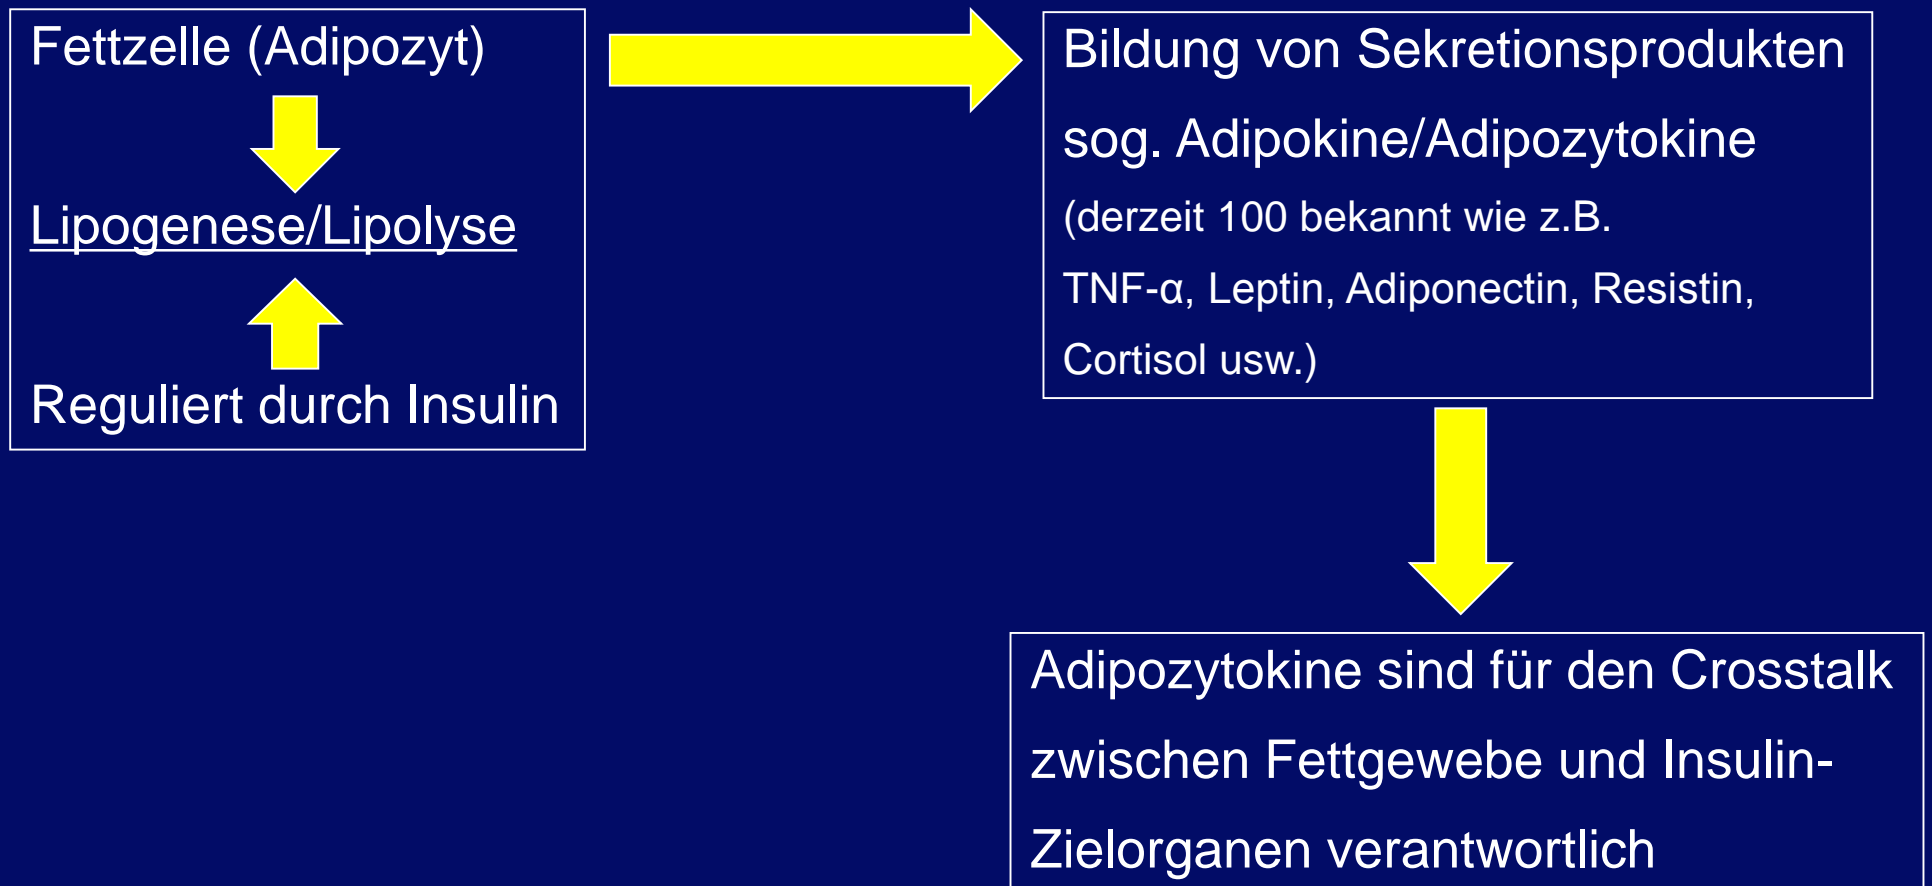 Fettzelle (Adipozyt)
Lipogenese/Lipolyse
Reguliert durch Insulin
Bildung von Sekretionsprodukten
sog. Adipokine/Adipozytokine
(derzeit 100 bekannt wie z.B.
TNF-α, Leptin, Adiponectin, Resistin,
Cortisol usw.)
Adipozytokine sind für den Crosstalk
zwischen Fettgewebe und Insulin-
Zielorganen verantwortlich